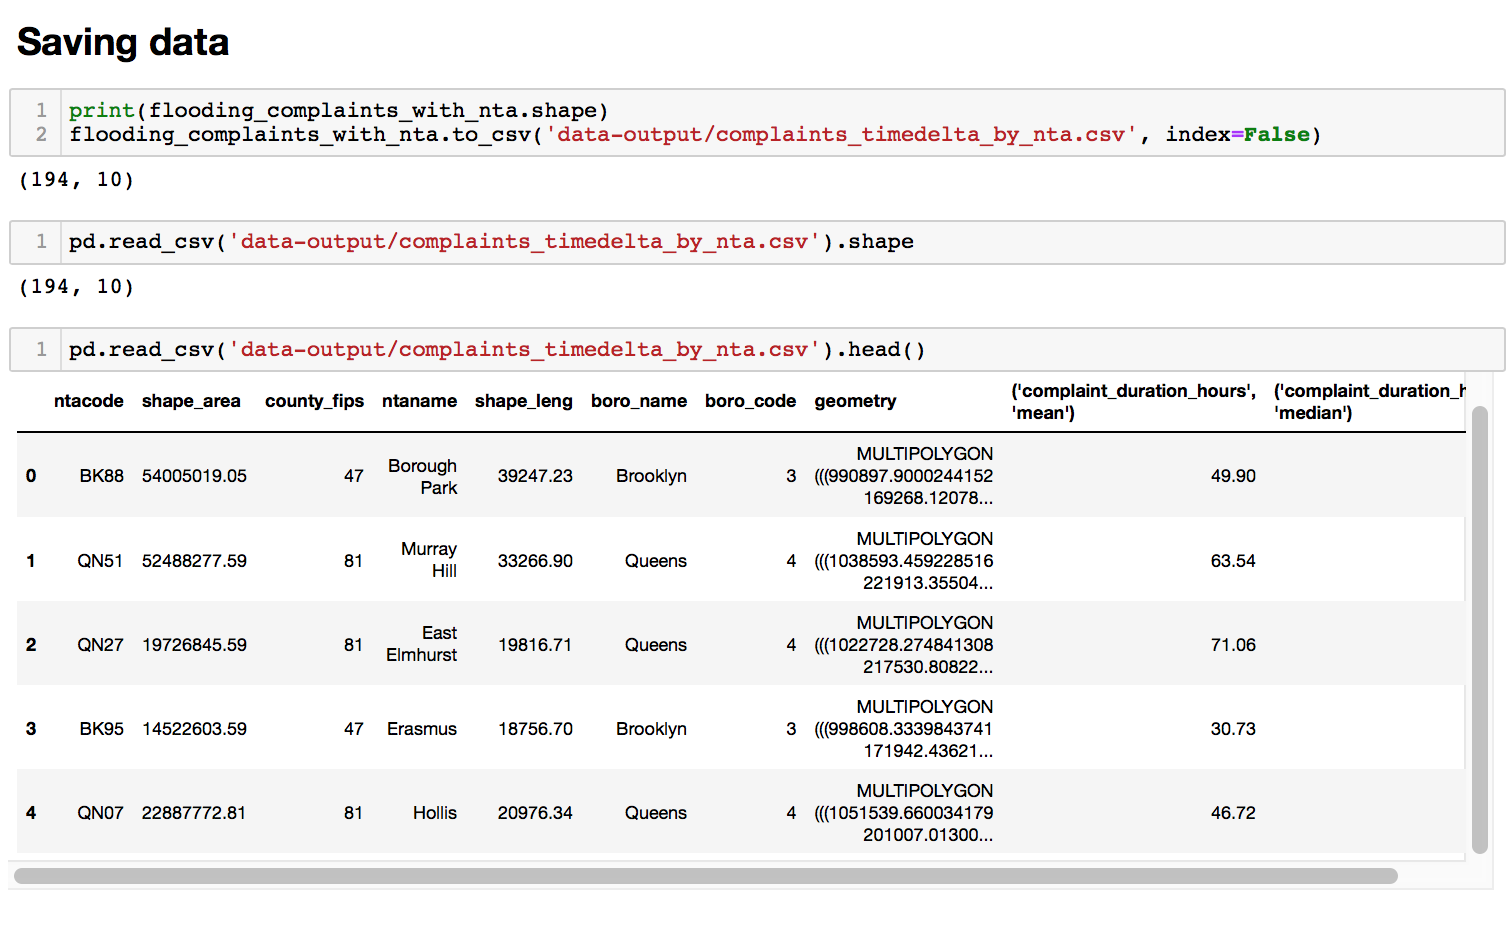 Saving data
1 print(flooding_complaints_with_nta.shape)
2 flooding_complaints_with_nta.to_csv('data-output/complaints_timedelta_by_nta.csv', index=False)
(194, 10)
1 pd.read_csv('data-output/complaints_timedelta_by_nta.csv').shape
(194, 10)
1 pd.read_csv('data-output/complaints_timedelta_by_nta.csv').head()
ntacode shape_area county_fips ntaname shape_leng boro_name boro_code geometry ('complaint_duration_hours', 'mean') ('complaint_duration_h 'median')
0 BK88 54005019.05 47 Borough Park 39247.23 Brooklyn 3 MULTIPOLYGON (((990897.9000244152 169268.12078... 49.90
1 QN51 52488277.59 81 Murray Hill 33266.90 Queens 4 MULTIPOLYGON (((1038593.459228516 221913.35504... 63.54
2 QN27 19726845.59 81 East Elmhurst 19816.71 Queens 4 MULTIPOLYGON (((1022728.274841308 217530.80822... 71.06
3 BK95 14522603.59 47 Erasmus 18756.70 Brooklyn 3 MULTIPOLYGON (((998608.3339843741 171942.43621... 30.73
4 QN07 22887772.81 81 Hollis 20976.34 Queens 4 MULTIPOLYGON (((1051539.660034179 201007.01300... 46.72